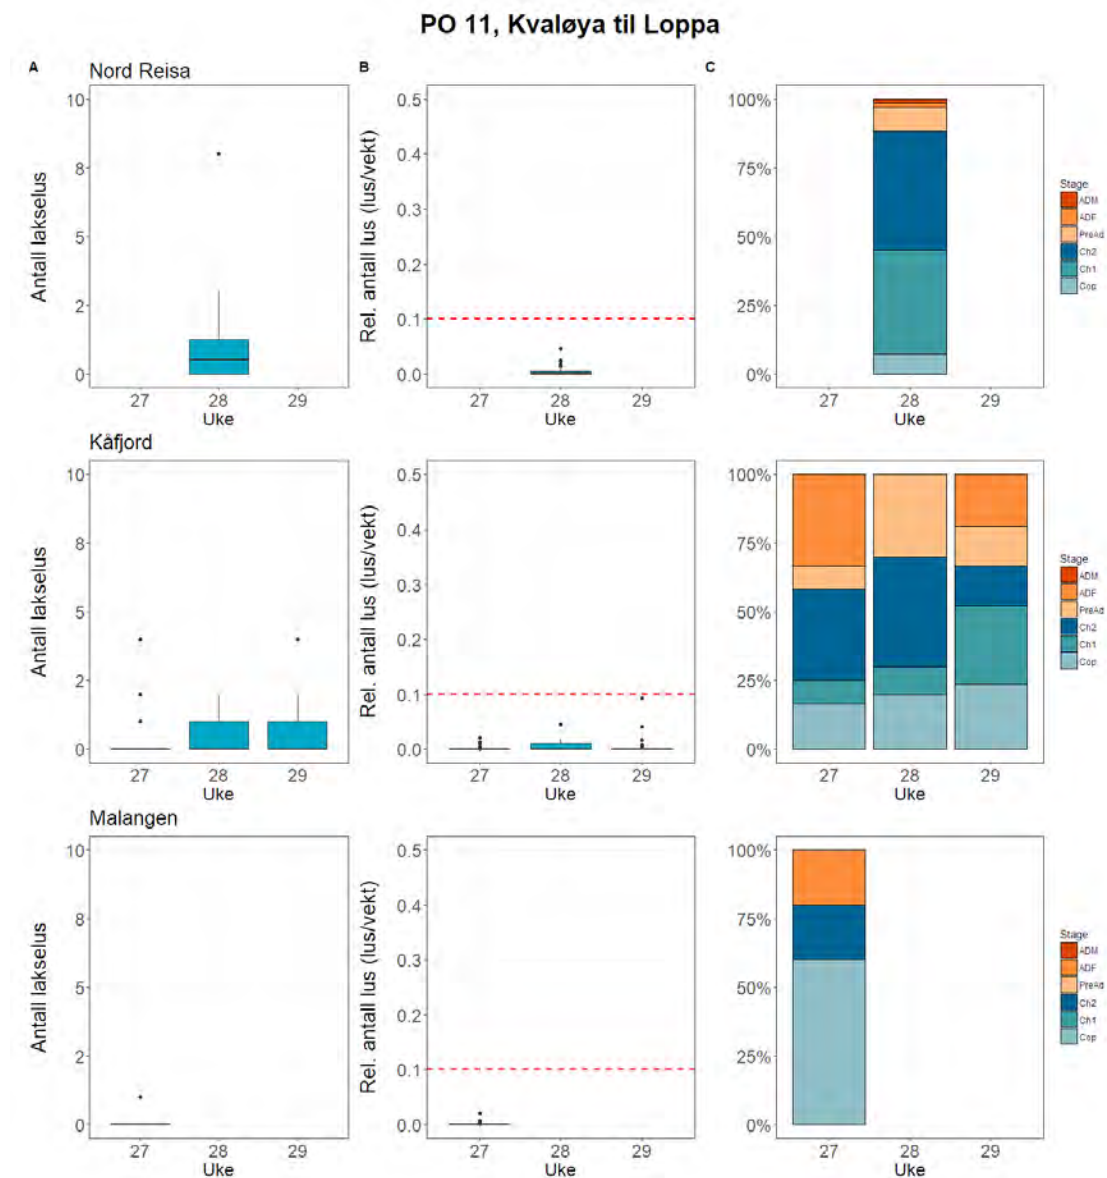 PO 11, Kvaløya til Loppa
A
B
C
Nord Reisa
Antall lakselus
10
8
5
2
0
27
28
29
Uke
Rel. antall lus (lus/vekt)
0.5
0.4
0.3
0.2
0.1
0.0
27
28
29
Uke
100%
75%
50%
25%
0%
27
28
29
Uke
Stage
ADM
ADF
PreAd
Ch2
Ch1
Cop
Kåfjord
Antall lakselus
10
8
5
2
0
27
28
29
Uke
Rel. antall lus (lus/vekt)
0.5
0.4
0.3
0.2
0.1
0.0
27
28
29
Uke
100%
75%
50%
25%
0%
27
28
29
Uke
Stage
ADM
ADF
PreAd
Ch2
Ch1
Cop
Malangen
Antall lakselus
10
8
5
2
0
27
28
29
Uke
Rel. antall lus (lus/vekt)
0.5
0.4
0.3
0.2
0.1
0.0
27
28
29
Uke
100%
75%
50%
25%
0%
27
28
29
Uke
Stage
ADM
ADF
PreAd
Ch2
Ch1
Cop